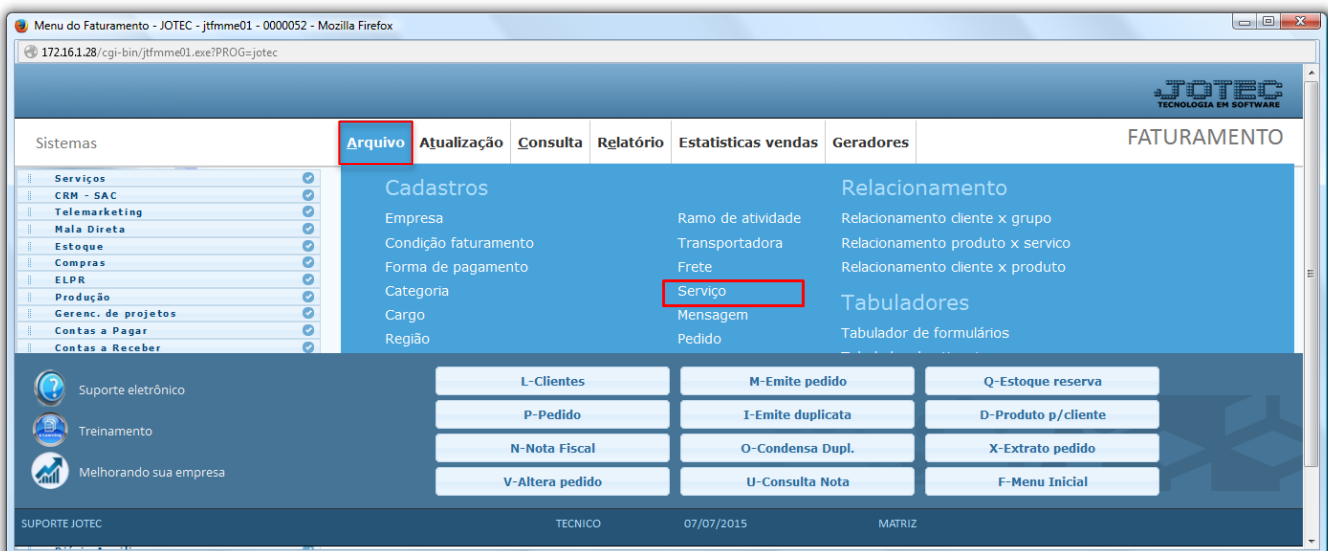 Menu do Faturamento - JOTEC - jtfmme01 - 0000052 - Mozilla Firefox
172.16.1.28/cgi-bin/jtfmme01.exe?PROG=jotec
JOTEC
TECNOLOGIA EM SOFTWARE
Sistemas
Arquivo Atualização Consulta Relatório Estatisticas vendas Geradores
FATURAMENTO
Serviços
CRM - SAC
Telemarketing
Mala Direta
Estoque
Compras
ELPR
Produção
Gerenc. de projetos
Contas a Pagar
Contas a Receber
Cadastros
Empresa
Condição faturamento
Forma de pagamento
Categoria
Cargo
Região
Ramo de atividade
Transportadora
Frete
Serviço
Mensagem
Pedido
Relacionamento
Relacionamento cliente x grupo
Relacionamento produto x servico
Relacionamento cliente x produto
Tabuladores
Tabulador de formulários
Suporte eletrônico
Treinamento
Melhorando sua empresa
L-Clientes M-Emite pedido Q-Estoque reserva
P-Pedido I-Emite duplicata D-Produto p/cliente
N-Nota Fiscal O-Condensa Dupl. X-Extrato pedido
V-Altera pedido U-Consulta Nota F-Menu Inicial
SUPORTE JOTEC TECNICO 07/07/2015 MATRIZ